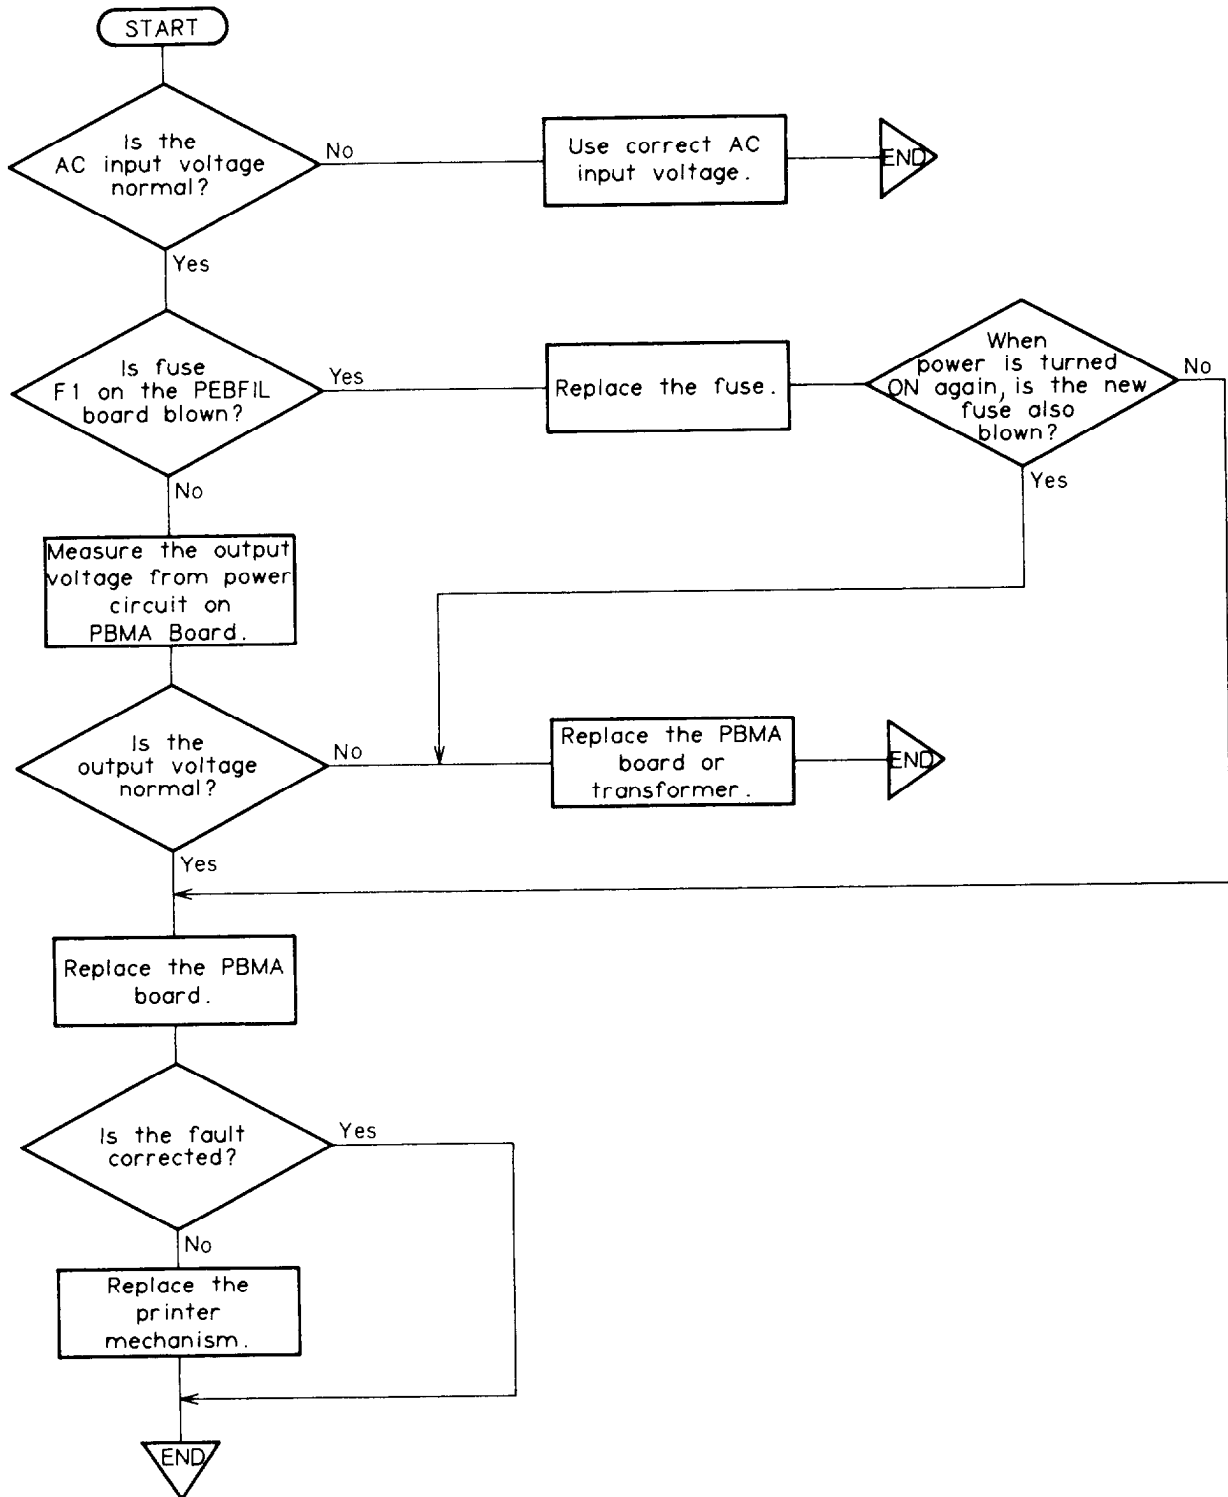 START
Is the
AC input voltage
normal?
No
Use correct AC
input voltage.
END
Yes
Is fuse
F1 on the PEBFIL
board blown?
Yes
Replace the fuse.
When
power is turned
ON again, is the new
fuse also
blown?
No
Yes
No
Measure the output
voltage from power
circuit on
PBMA Board.
Is the
output voltage
normal?
No
Replace the PBMA
board or
transformer.
END
Yes
Replace the PBMA
board.
Is the fault
corrected?
Yes
No
Replace the
printer
mechanism.
END